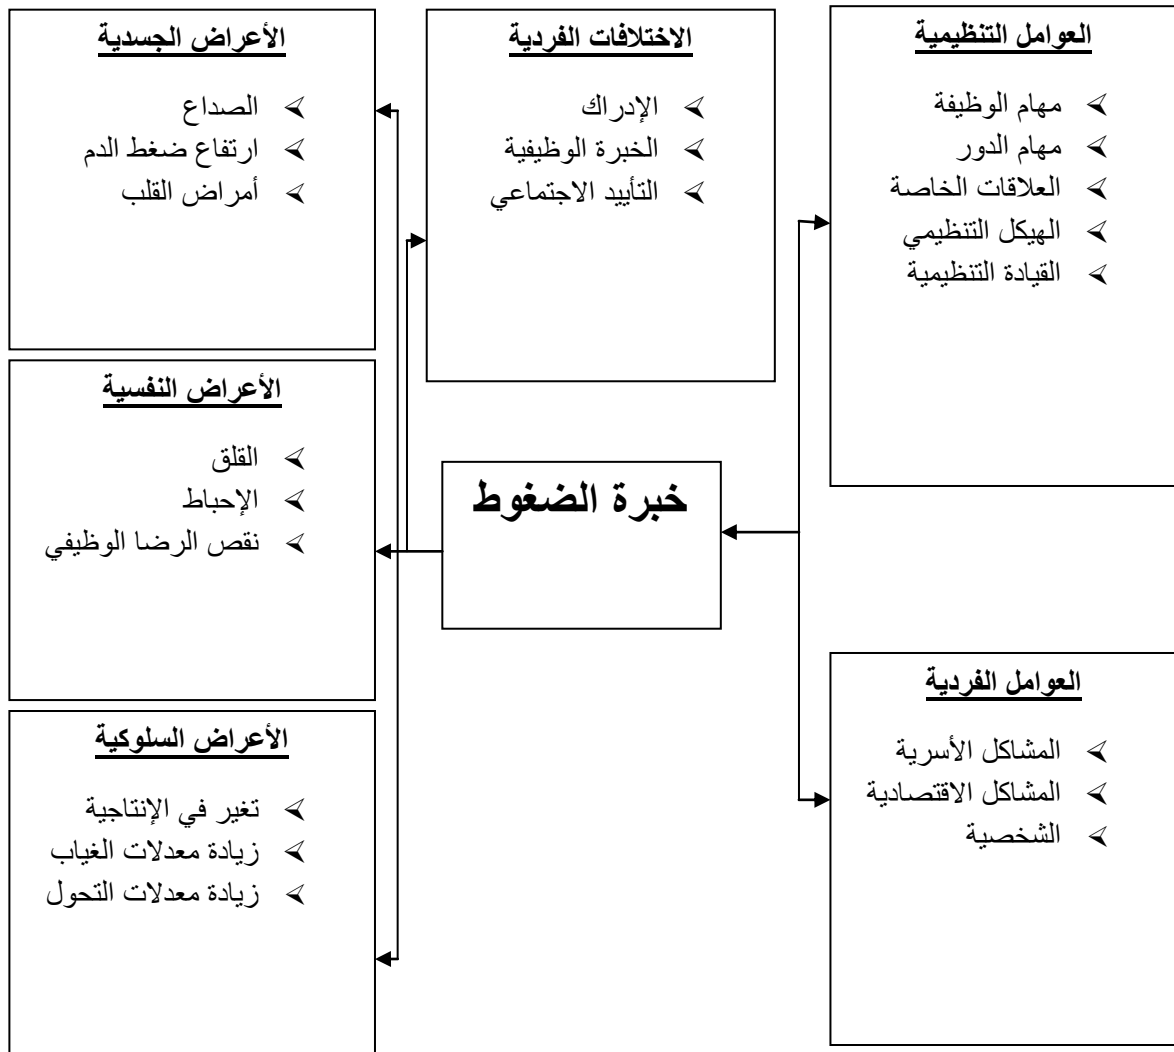 العوامل التنظيمية
مهام الوظيفة
مهام الدور
العلاقات الخاصة
الهيكل التنظيمي
القيادة التنظيمية
العوامل الفردية
المشاكل الأسرية
المشاكل الاقتصادية
الشخصية
الاختلافات الفردية
الإدراك
الخبرة الوظيفية
التأييد الاجتماعي
خبرة الضغوط
الأعراض الجسدية
الصداع
ارتفاع ضغط الدم
أمراض القلب
الأعراض النفسية
القلق
الإحباط
نقص الرضا الوظيفي
الأعراض السلوكية
تغير في الإنتاجية
زيادة معدلات الغياب
زيادة معدلات التحول